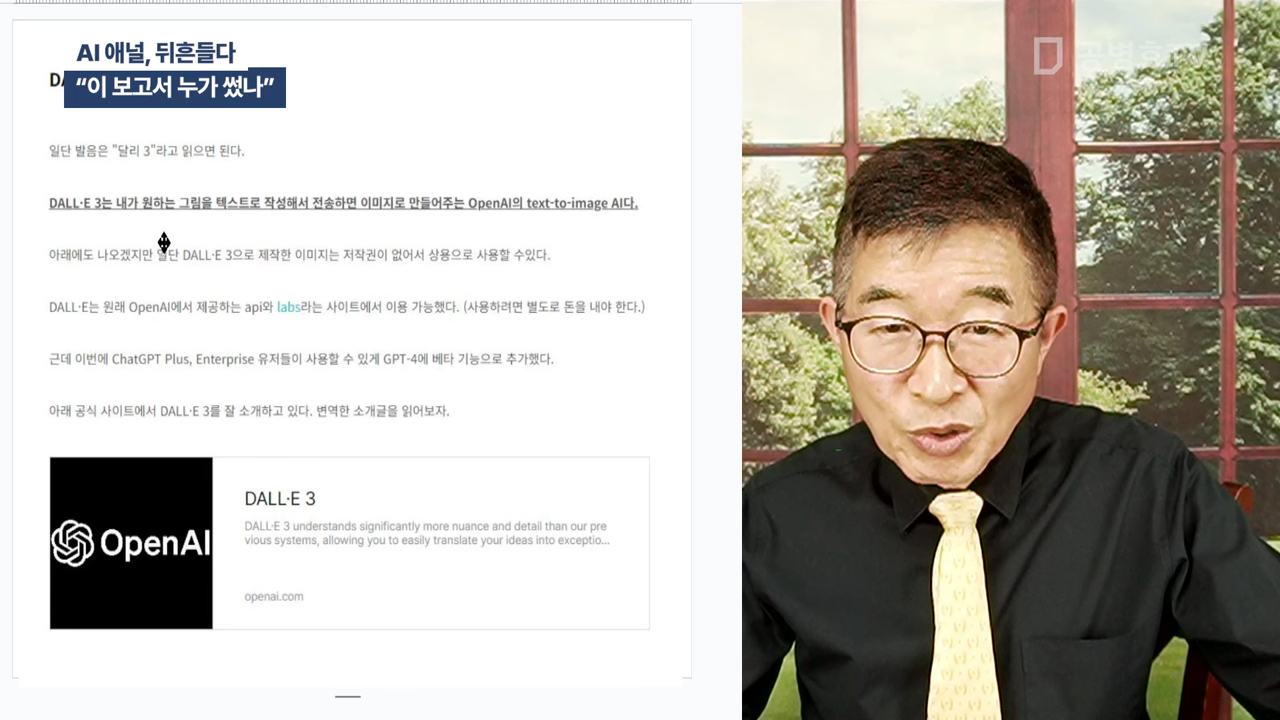 AI 애널, 뒤흔들다
“이 보고서 누가 썼나”
일단 발음은 "달리 3"라고 읽으면 된다.
DALL·E 3는 내가 원하는 그림을 텍스트로 작성해서 전송하면 이미지로 만들어주는 OpenAI의 text-to-image AI다.
아래에도 나오겠지만 일단 DALL·E 3으로 제작한 이미지는 저작권이 없어서 상용으로 사용할 수있다.
DALL·E는 원래 OpenAI에서 제공하는 api와 labs라는 사이트에서 이용 가능했다. (사용하려면 별도로 돈을 내야 한다.)
근데 이번에 ChatGPT Plus, Enterprise 유저들이 사용할 수 있게 GPT-4에 베타 기능으로 추가했다.
아래 공식 사이트에서 DALL·E 3를 잘 소개하고 있다. 변역한 소개글을 읽어보자.
OpenAI
DALL·E 3
DALL·E 3 understands significantly more nuance and detail than our pre
vious systems, allowing you to easily translate your ideas into exceptio...
openai.com
공병호TV